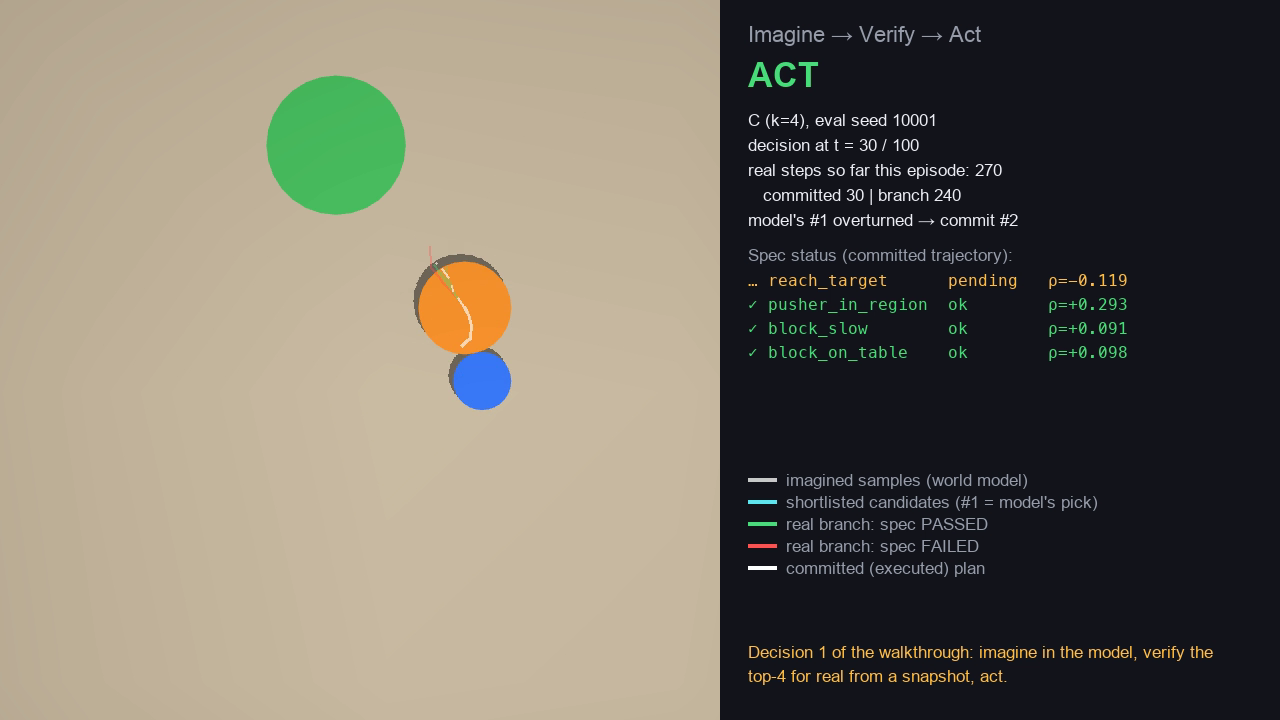 Imagine → Verify → Act
ACT
C (k=4), eval seed 10001
decision at t = 30 / 100
real steps so far this episode: 270
committed 30 | branch 240
model's #1 overturned → commit #2
Spec status (committed trajectory):
… reach_target pending ρ=−0.119
✓ pusher_in_region ok ρ=+0.293
✓ block_slow ok ρ=+0.091
✓ block_on_table ok ρ=+0.098
imagined samples (world model)
shortlisted candidates (#1 = model's pick)
real branch: spec PASSED
real branch: spec FAILED
committed (executed) plan
Decision 1 of the walkthrough: imagine in the model, verify the
top-4 for real from a snapshot, act.